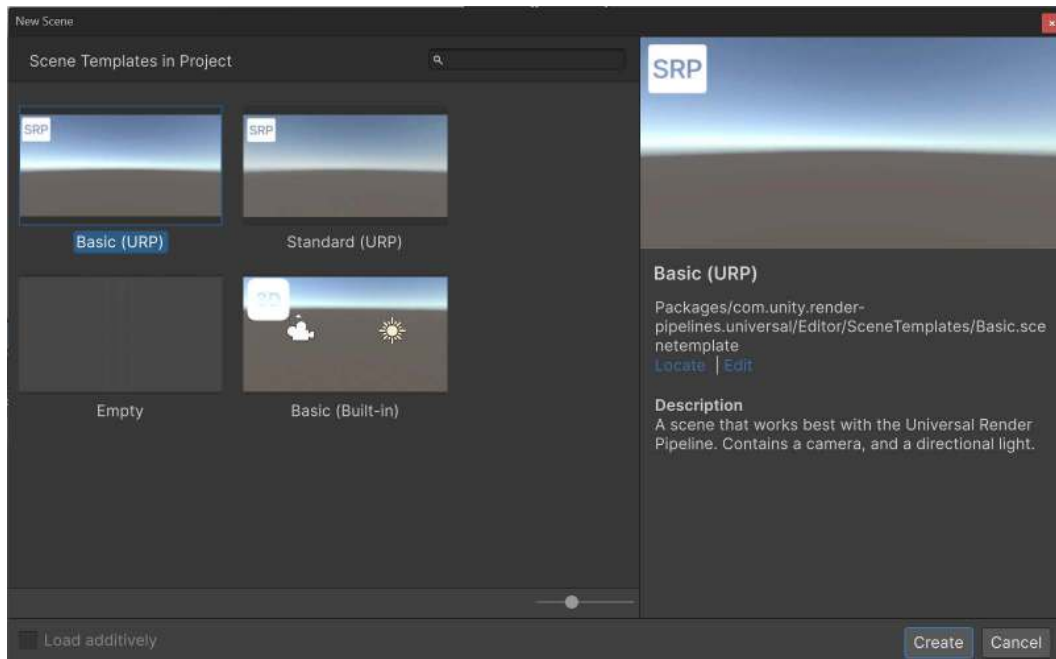 New Scene
Scene Templates in Project
SRP
SRP
Basic (URP)
Standard (URP)
3D
Empty
Basic (Built-in)
SRP
Basic (URP)
Packages/com.unity.render-
pipelines.universal/Editor/SceneTemplates/Basic.sce
netemplate
Locate | Edit
Description
A scene that works best with the Universal Render
Pipeline. Contains a camera, and a directional light.
Load additively
Create
Cancel